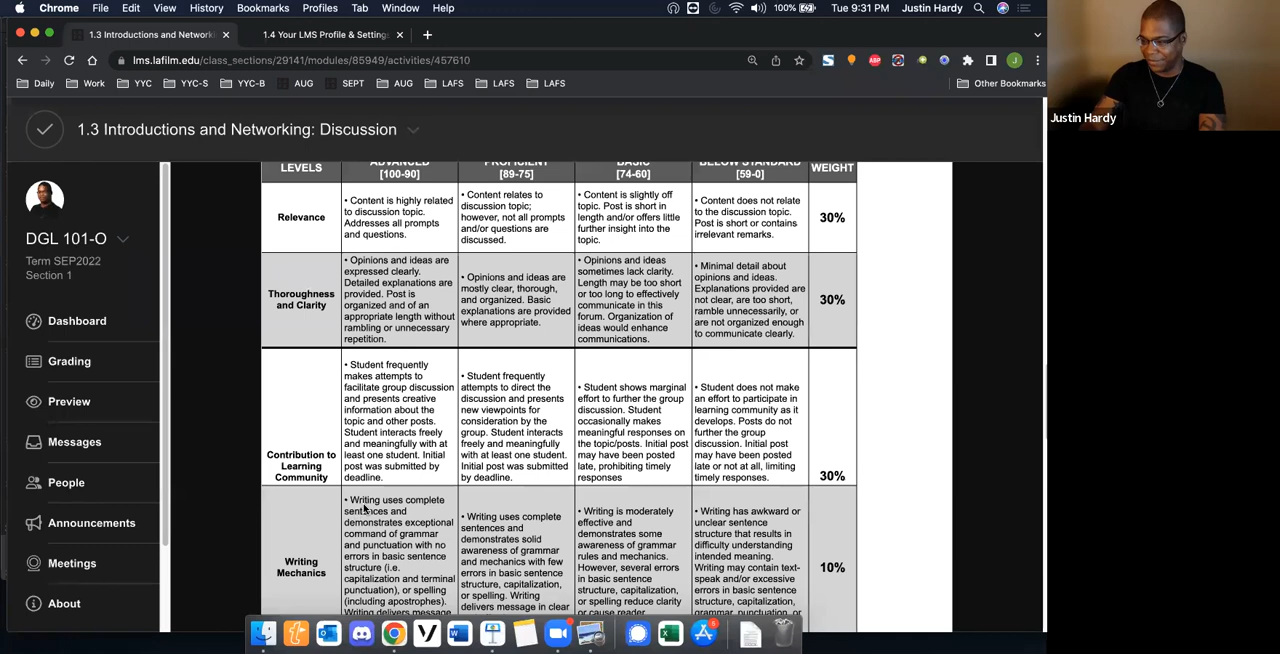 Chrome File Edit View History Bookmarks Profiles Tab Window Help 100% Tue 9:31 PM Justin Hardy
1.3 Introductions and Networki
1.4 Your LMS Profile & Settings
lms.lafilm.edu/class_sections/29141/modules/85949/activities/457610
Daily Work YYC YYC-S YYC-B AUG SEPT AUG LAFS LAFS LAFS Other Bookmarks
Justin Hardy
1.3 Introductions and Networking: Discussion
DGL 101-O
Term SEP2022
Section 1
Dashboard
Grading
Preview
Messages
People
Announcements
Meetings
About
LEVELS
ADVANCED
[100-90]
PROFICIENT
[89-75]
BASIC
[74-60]
BELOW STANDARD
[59-0]
WEIGHT
Relevance
• Content is highly related
to discussion topic.
Addresses all prompts
and questions.
• Content relates to
discussion topic;
however, not all prompts
and/or questions are
discussed.
• Content is slightly off
topic. Post is short in
length and/or offers little
further insight into the
topic.
• Content does not relate
to the discussion topic.
Post is short or contains
irrelevant remarks.
30%
Thoroughness
and Clarity
• Opinions and ideas are
expressed clearly.
Detailed explanations are
provided. Post is
organized and of an
appropriate length without
rambling or unnecessary
repetition.
• Opinions and ideas are
mostly clear, thorough,
and organized. Basic
explanations are provided
where appropriate.
• Opinions and ideas
sometimes lack clarity.
Length may be too short
or too long to effectively
communicate in this
forum. Organization of
ideas would enhance
communications.
• Minimal detail about
opinions and ideas.
Explanations provided are
not clear, are too short,
ramble unnecessarily, or
are not organized enough
to communicate clearly.
30%
Contribution to
Learning
Community
• Student frequently
makes attempts to
facilitate group discussion
and presents creative
information about the
topic and other posts.
Student interacts freely
and meaningfully with at
least one student. Initial
post was submitted by
deadline.
• Student frequently
attempts to direct the
discussion and presents
new viewpoints for
consideration by the
group. Student interacts
freely and meaningfully
with at least one student.
Initial post was submitted
by deadline.
• Student shows marginal
effort to further the group
discussion. Student
occasionally makes
meaningful responses on
the topic/posts. Initial post
may have been posted
late, prohibiting timely
responses
• Student does not make
an effort to participate in
learning community as it
develops. Posts do not
further the group
discussion. Initial post
may have been posted
late or not at all, limiting
timely responses.
30%
Writing
Mechanics
• Writing uses complete
sentences and
demonstrates exceptional
command of grammar
and punctuation with no
errors in basic sentence
structure (i.e.
capitalization and terminal
punctuation), or spelling
(including apostrophes).
Writing delivers message
• Writing uses complete
sentences and
demonstrates solid
awareness of grammar
and mechanics with few
errors in basic sentence
structure, capitalization,
or spelling. Writing
delivers message in clear
• Writing is moderately
effective and
demonstrates some
awareness of grammar
rules and mechanics.
However, several errors
in basic sentence
structure, capitalization,
or spelling reduce clarity
or cause reader
• Writing has awkward or
unclear sentence
structure that results in
difficulty understanding
intended meaning.
Writing may contain text-
speak and/or excessive
errors in basic sentence
structure, capitalization,
grammar, punctuation, or
10%